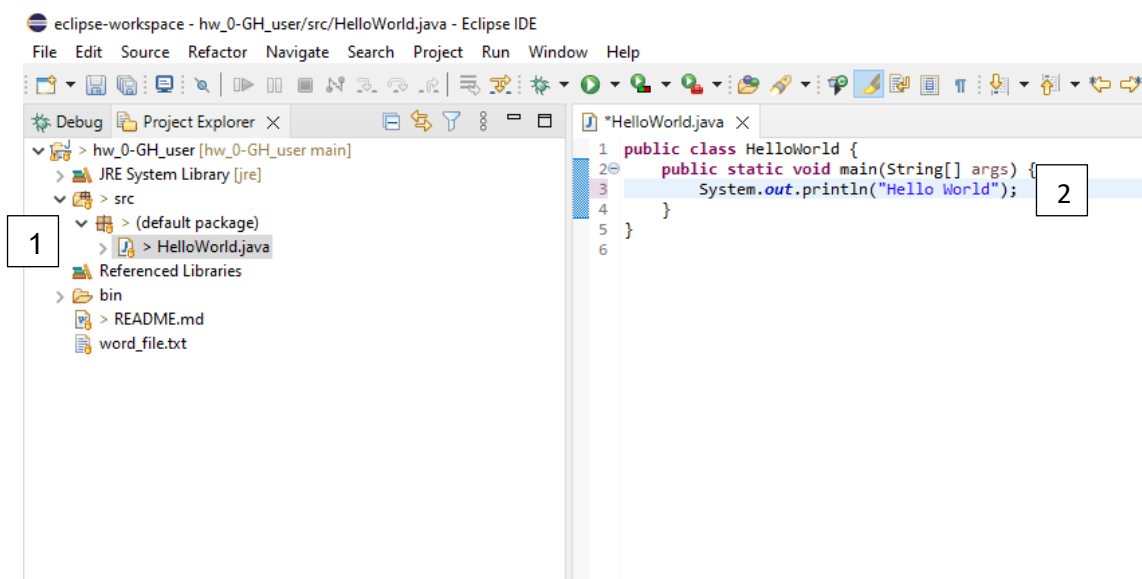 eclipse-workspace - hw_0-GH_user/src/HelloWorld.java - Eclipse IDE
File Edit Source Refactor Navigate Search Project Run Window Help
Debug Project Explorer
> hw_0-GH_user [hw_0-GH_user main]
JRE System Library [jre]
> src
> (default package)
1
> HelloWorld.java
Referenced Libraries
bin
> README.md
word_file.txt
*HelloWorld.java
1 public class HelloWorld {
2 public static void main(String[] args) {
3 System.out.println("Hello World");
2
4 }
5 }
6